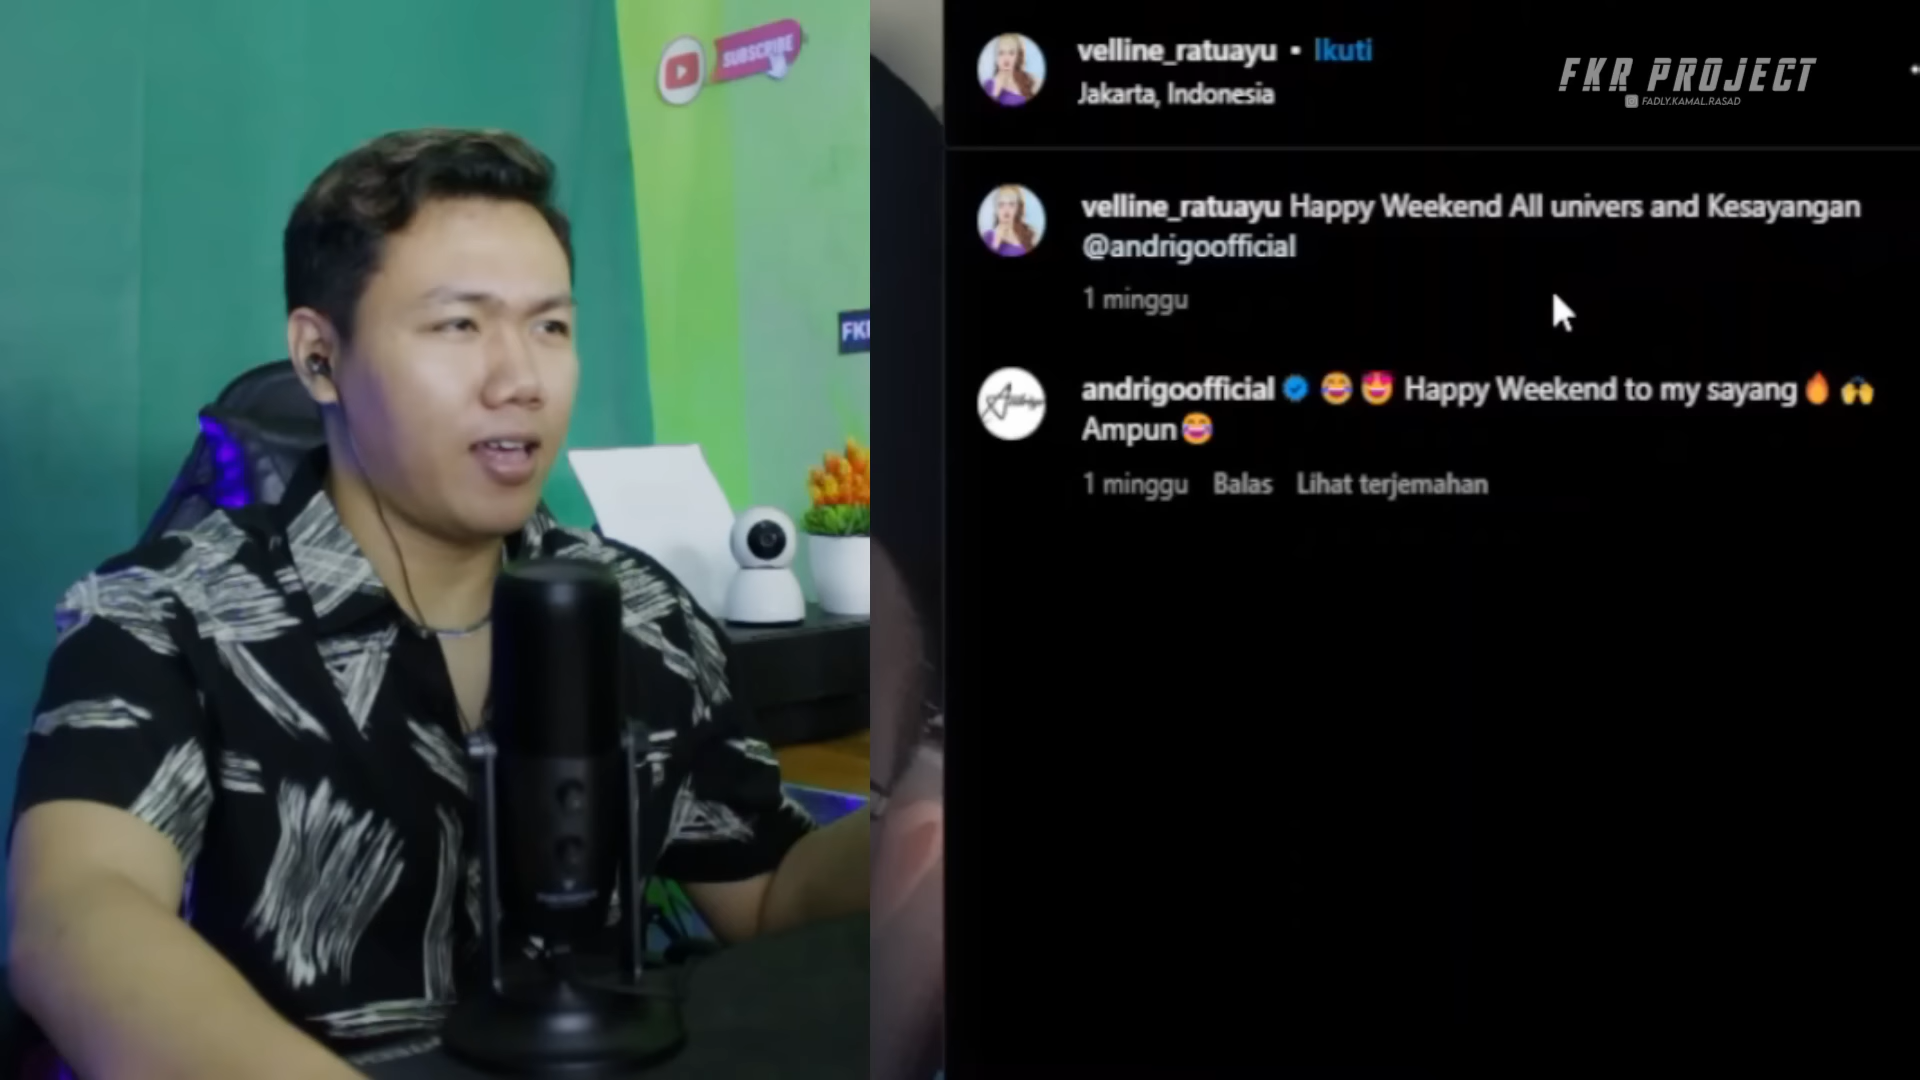 SUBSCRIBE
FKR
velline_ratuayu • Ikuti
Jakarta, Indonesia
FKR PROJECT
FADLY.KAMAL.RASAD
velline_ratuayu Happy Weekend All univers and Kesayangan
@andrigoofficial
1 minggu
andrigoofficial 😂 😍 Happy Weekend to my sayang🔥 🙌
Ampun😂
1 minggu Balas Lihat terjemahan